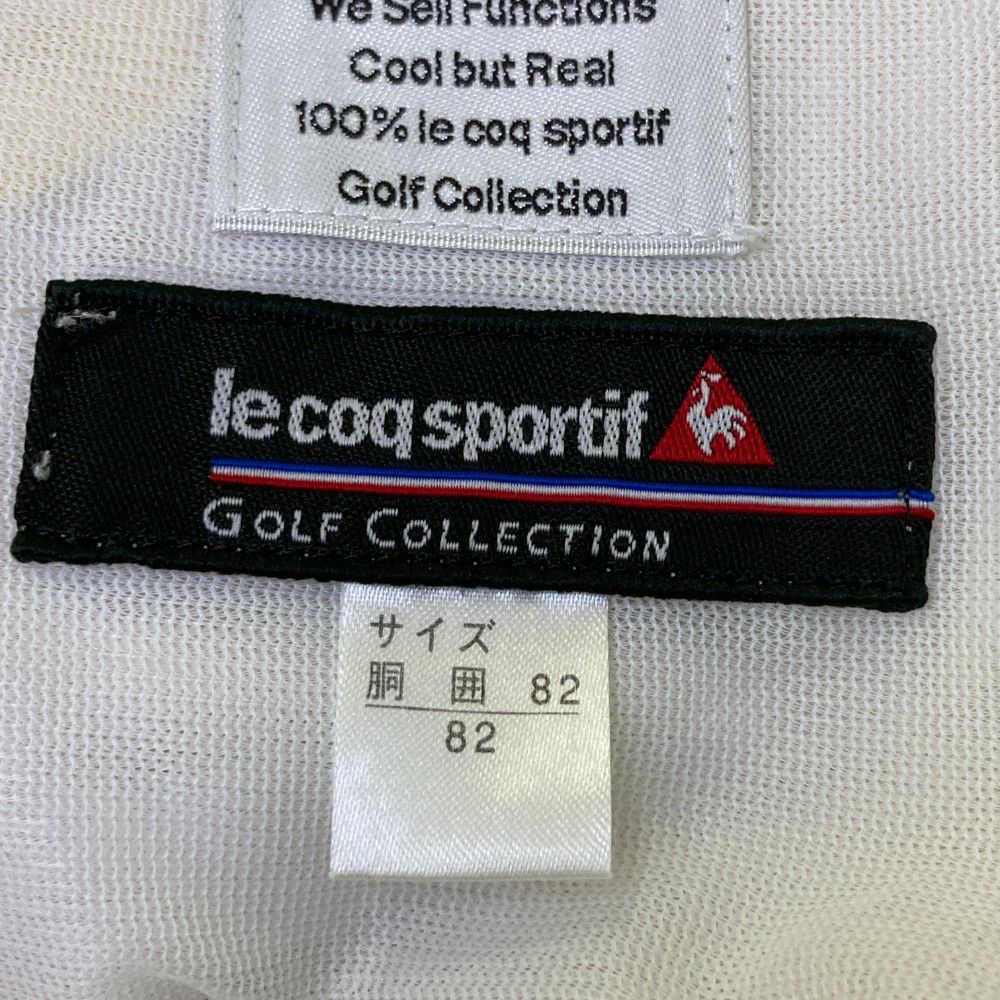 We Sell Functions
Cool but Real
100% le coq sportif
Golf Collection
le coq sportif
GOLF COLLECTION
サイズ
胴 囲 82
82